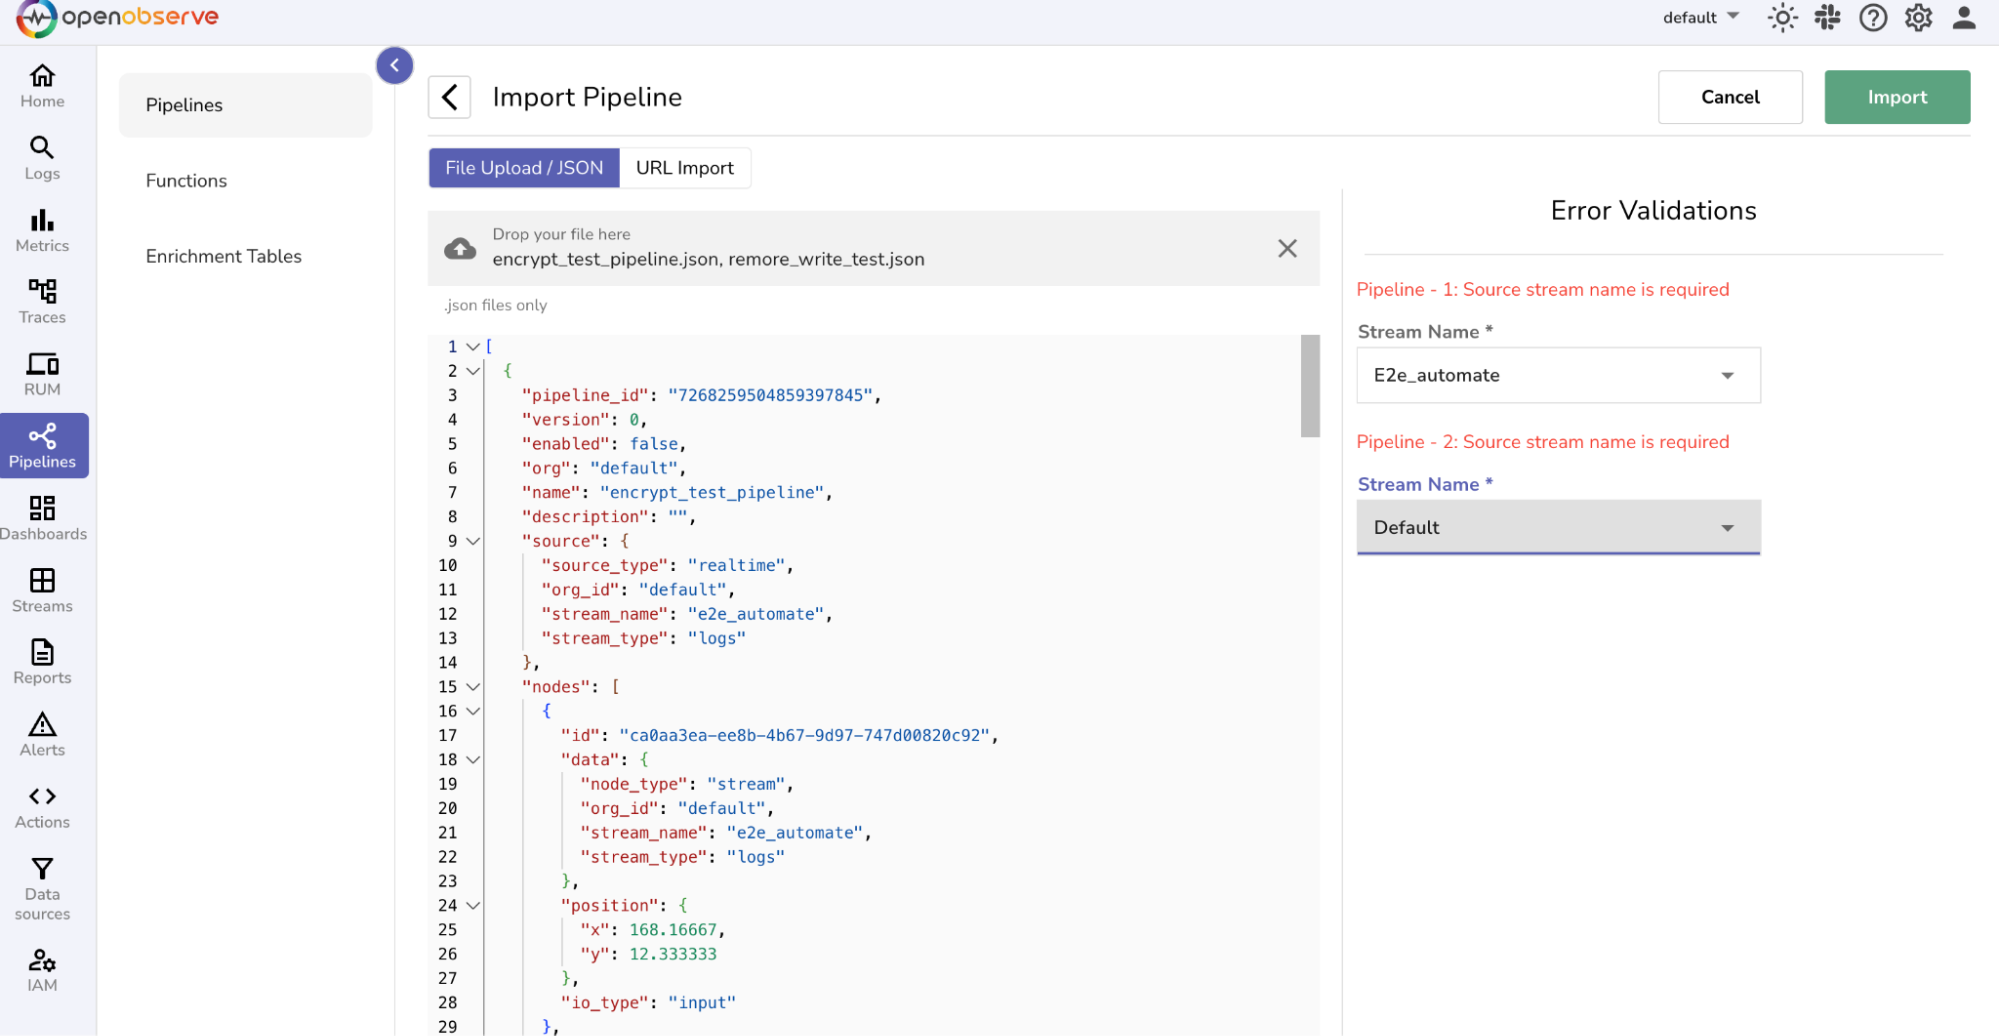 openobserve
default
Home
Logs
Metrics
Traces
RUM
Pipelines
Dashboards
Streams
Reports
Alerts
Actions
Data
sources
IAM
Pipelines
Functions
Enrichment Tables
Import Pipeline
Cancel
Import
File Upload / JSON
URL Import
Drop your file here
encrypt_test_pipeline.json, remore_write_test.json
.json files only
1 [
2 {
3 "pipeline_id": "7268259504859397845",
4 "version": 0,
5 "enabled": false,
6 "org": "default",
7 "name": "encrypt_test_pipeline",
8 "description": "",
9 "source": {
10 "source_type": "realtime",
11 "org_id": "default",
12 "stream_name": "e2e_automate",
13 "stream_type": "logs"
14 },
15 "nodes": [
16 {
17 "id": "ca0aa3ea-ee8b-4b67-9d97-747d00820c92",
18 "data": {
19 "node_type": "stream",
20 "org_id": "default",
21 "stream_name": "e2e_automate",
22 "stream_type": "logs"
23 },
24 "position": {
25 "x": 168.16667,
26 "y": 12.333333
27 },
28 "io_type": "input"
29 },
Error Validations
Pipeline - 1: Source stream name is required
Stream Name *
E2e_automate
Pipeline - 2: Source stream name is required
Stream Name *
Default